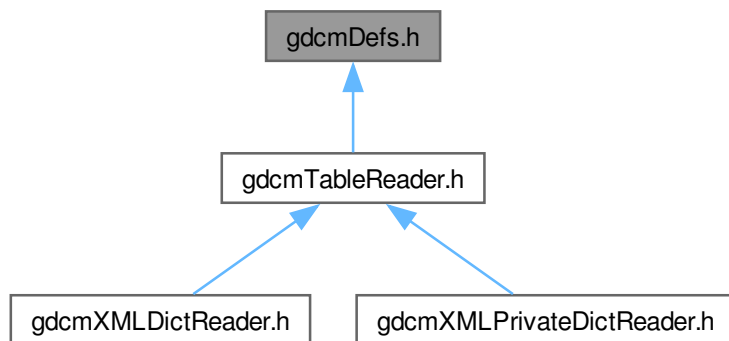 gdcmDefs.h
gdcmTableReader.h
gdcmXMLDictReader.h
gdcmXMLPrivateDictReader.h